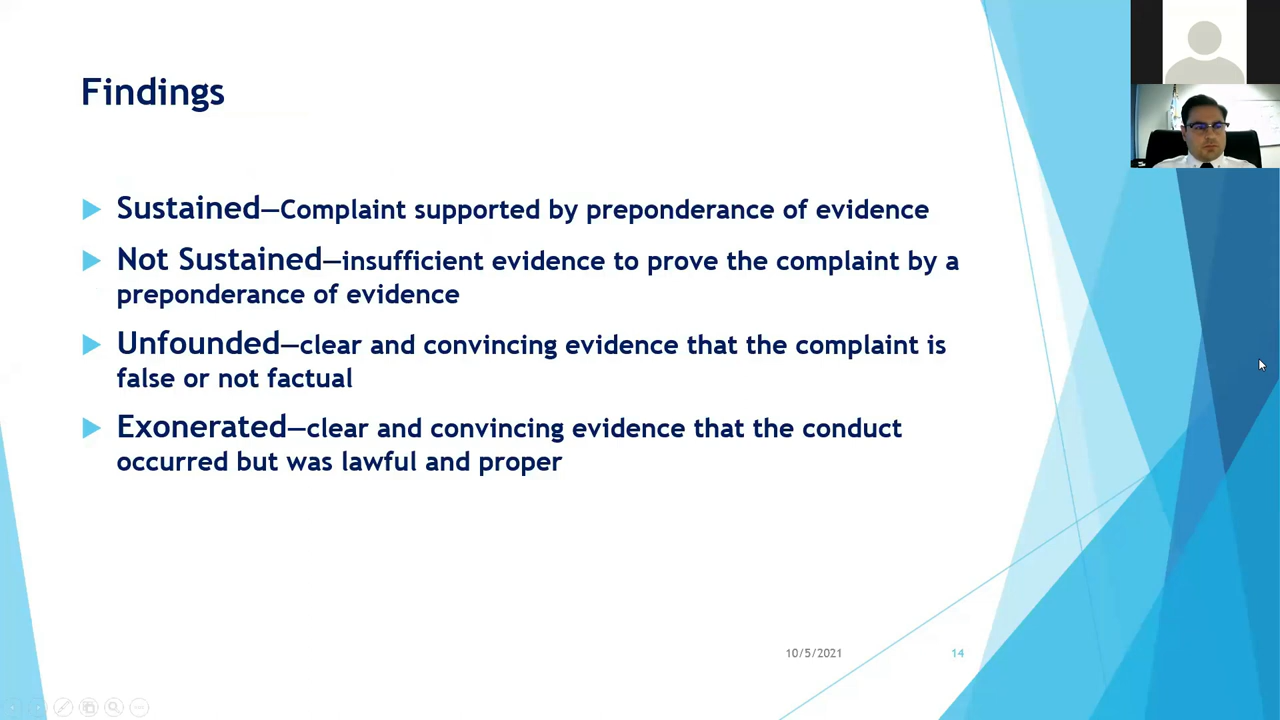 Findings
Sustained—Complaint supported by preponderance of evidence
Not Sustained—insufficient evidence to prove the complaint by a
preponderance of evidence
Unfounded—clear and convincing evidence that the complaint is
false or not factual
Exonerated—clear and convincing evidence that the conduct
occurred but was lawful and proper
10/5/2021
14